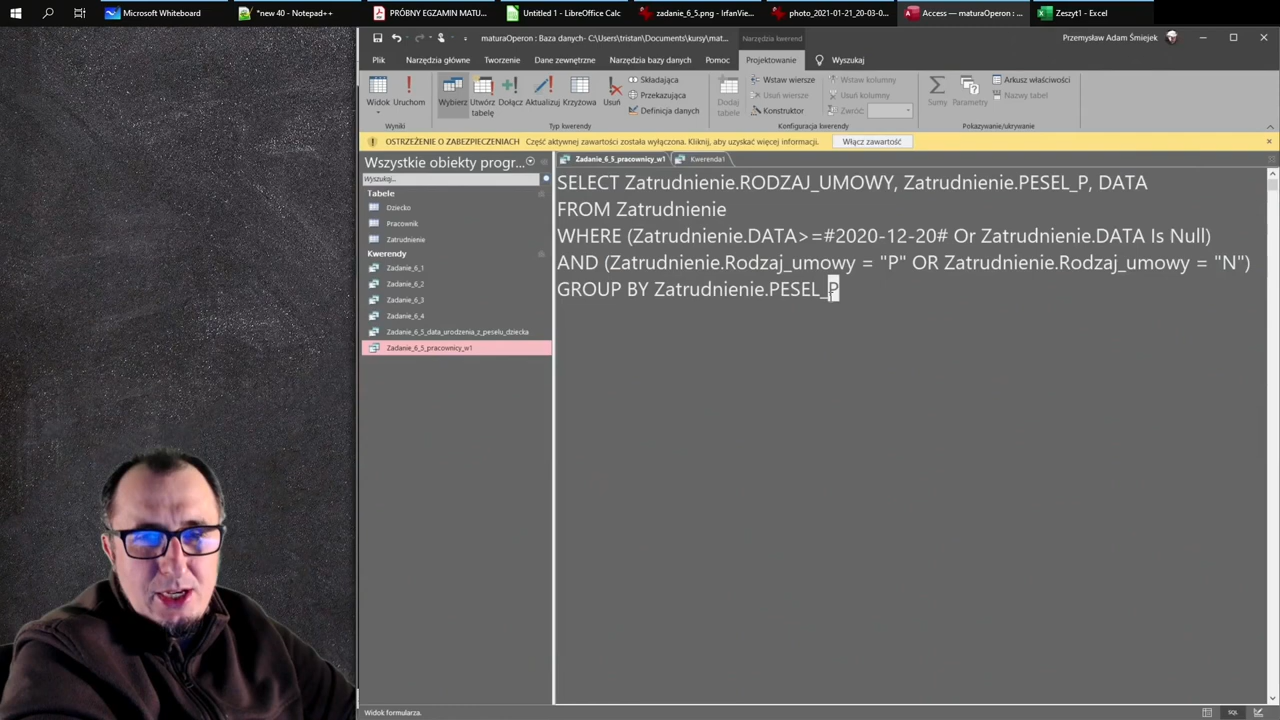 Microsoft Whiteboard
*new 40 - Notepad++
PRÓBNY EGZAMIN MATU...
Untitled 1 - LibreOffice Calc
zadanie_6_5.png - IrfanVie...
photo_2021-01-21_20-03-0...
Access — maturaOperon : ...
Zeszyt1 - Excel
maturaOperon : Baza danych- C:\Users\tristan\Documents\kursy\mat...
Narzędzia kwerend
Przemysław Adam Śmiejek
Plik
Narzędzia główne
Tworzenie
Dane zewnętrzne
Narzędzia bazy danych
Pomoc
Projektowanie
Wyszukaj
Widok
Uruchom
Wybierz
Utwórz tabelę
Dołącz
Aktualizuj
Krzyżowa
Usuń
Składająca
Przekazująca
Definicja danych
Dodaj tabele
Wstaw wiersze
Usuń wiersze
Konstruktor
Wstaw kolumny
Usuń kolumny
Zwróć:
Sumy
Parametry
Arkusz właściwości
Nazwy tabel
Wyniki
Typ kwerendy
Konfiguracja kwerendy
Pokazywanie/ukrywanie
OSTRZEŻENIE O ZABEZPIECZENIACH Część aktywnej zawartości została wyłączona. Kliknij, aby uzyskać więcej informacji.
Włącz zawartość
Wszystkie obiekty progr...
Wyszukaj...
Tabele
Dziecko
Pracownik
Zatrudnienie
Kwerendy
Zadanie_6_1
Zadanie_6_2
Zadanie_6_3
Zadanie_6_4
Zadanie_6_5_data_urodzenia_z_peselu_dziecka
Zadanie_6_5_pracownicy_w1
Zadanie_6_5_pracownicy_w1
Kwerenda1
SELECT Zatrudnienie.RODZAJ_UMOWY, Zatrudnienie.PESEL_P, DATA
FROM Zatrudnienie
WHERE (Zatrudnienie.DATA>=#2020-12-20# Or Zatrudnienie.DATA Is Null)
AND (Zatrudnienie.Rodzaj_umowy = "P" OR Zatrudnienie.Rodzaj_umowy = "N")
GROUP BY Zatrudnienie.PESEL_P
Widok formularza.
SQL